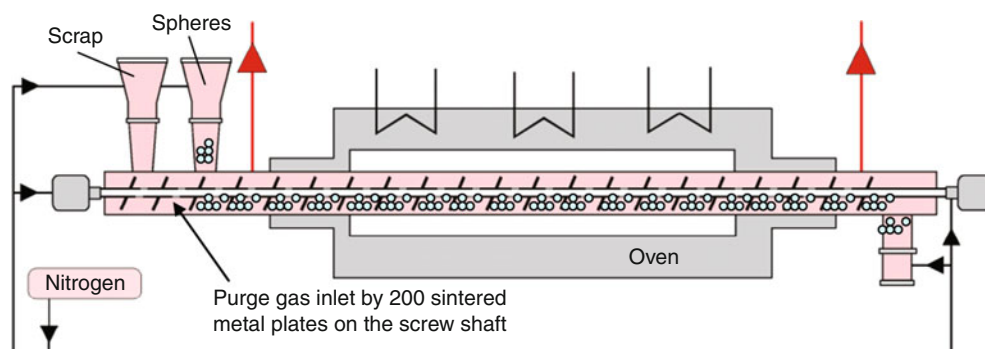 Spheres
Scrap
Oven
Nitrogen
Purge gas inlet by 200 sintered
metal plates on the screw shaft